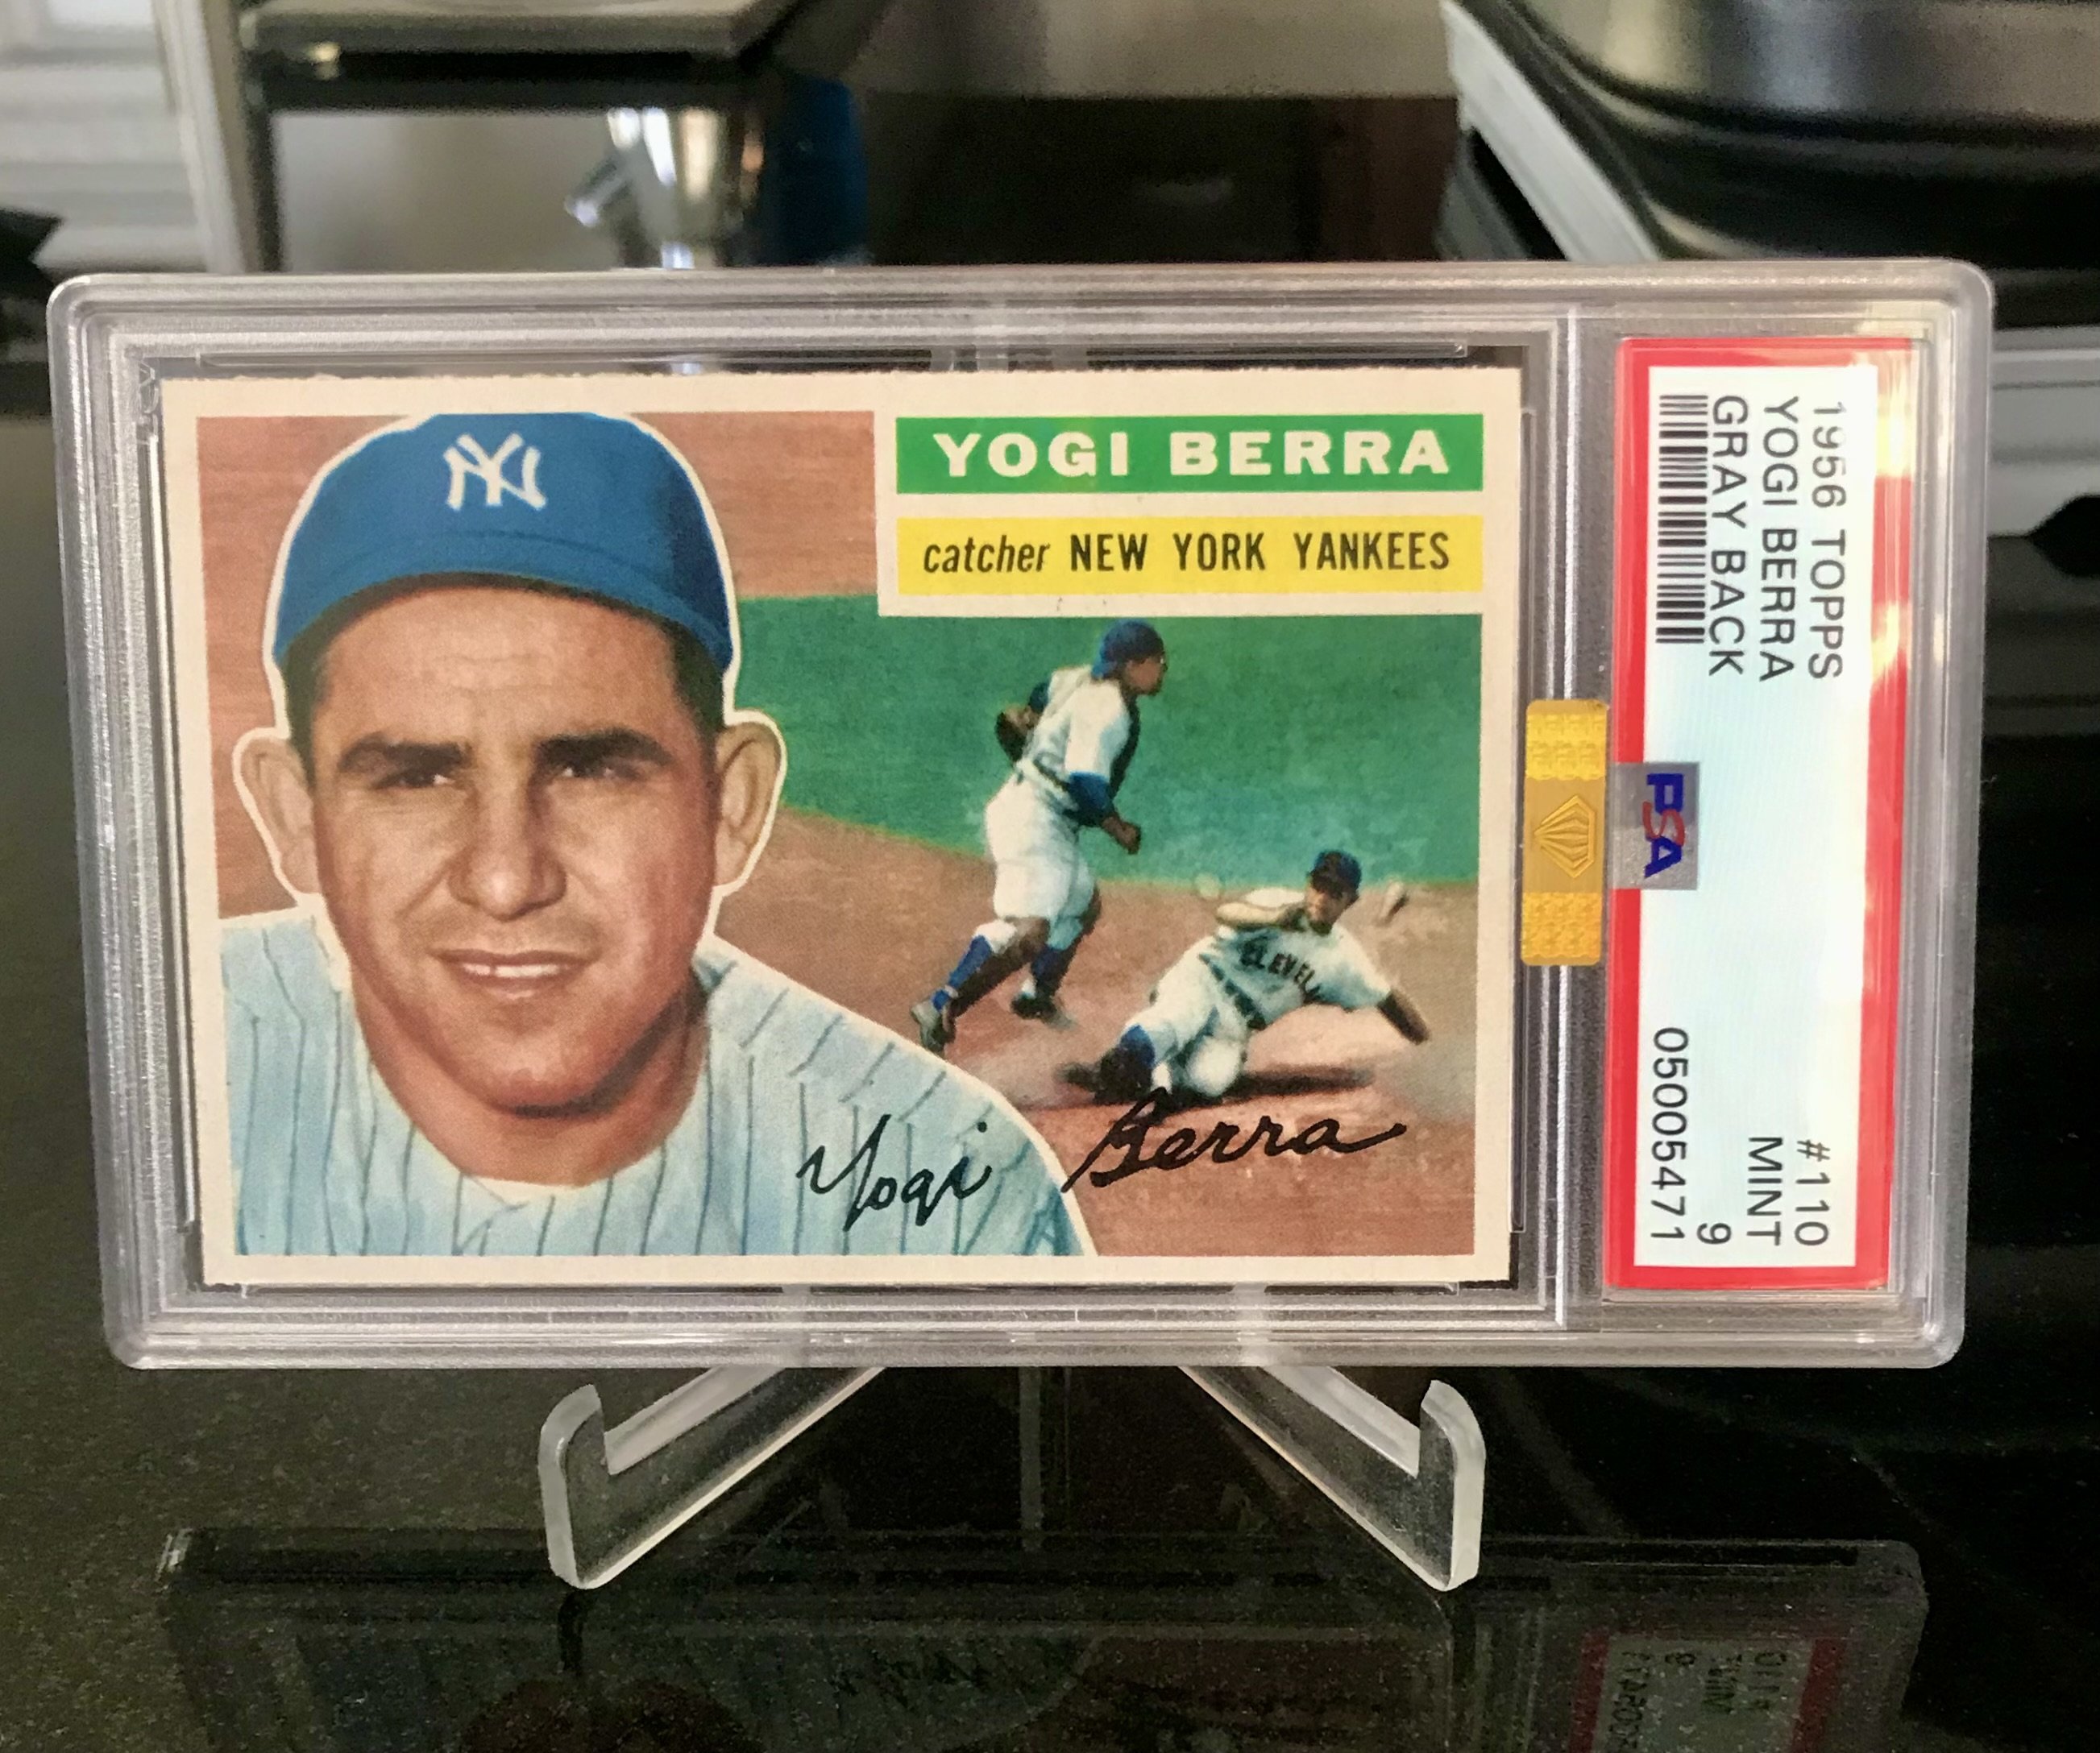 NY
YOGI BERRA
catcher NEW YORK YANKEES
CLEVEL
Yogi Berra
1956 TOPPS #110
YOGI BERRA MINT
GRAY BACK 9
05005471
PSA